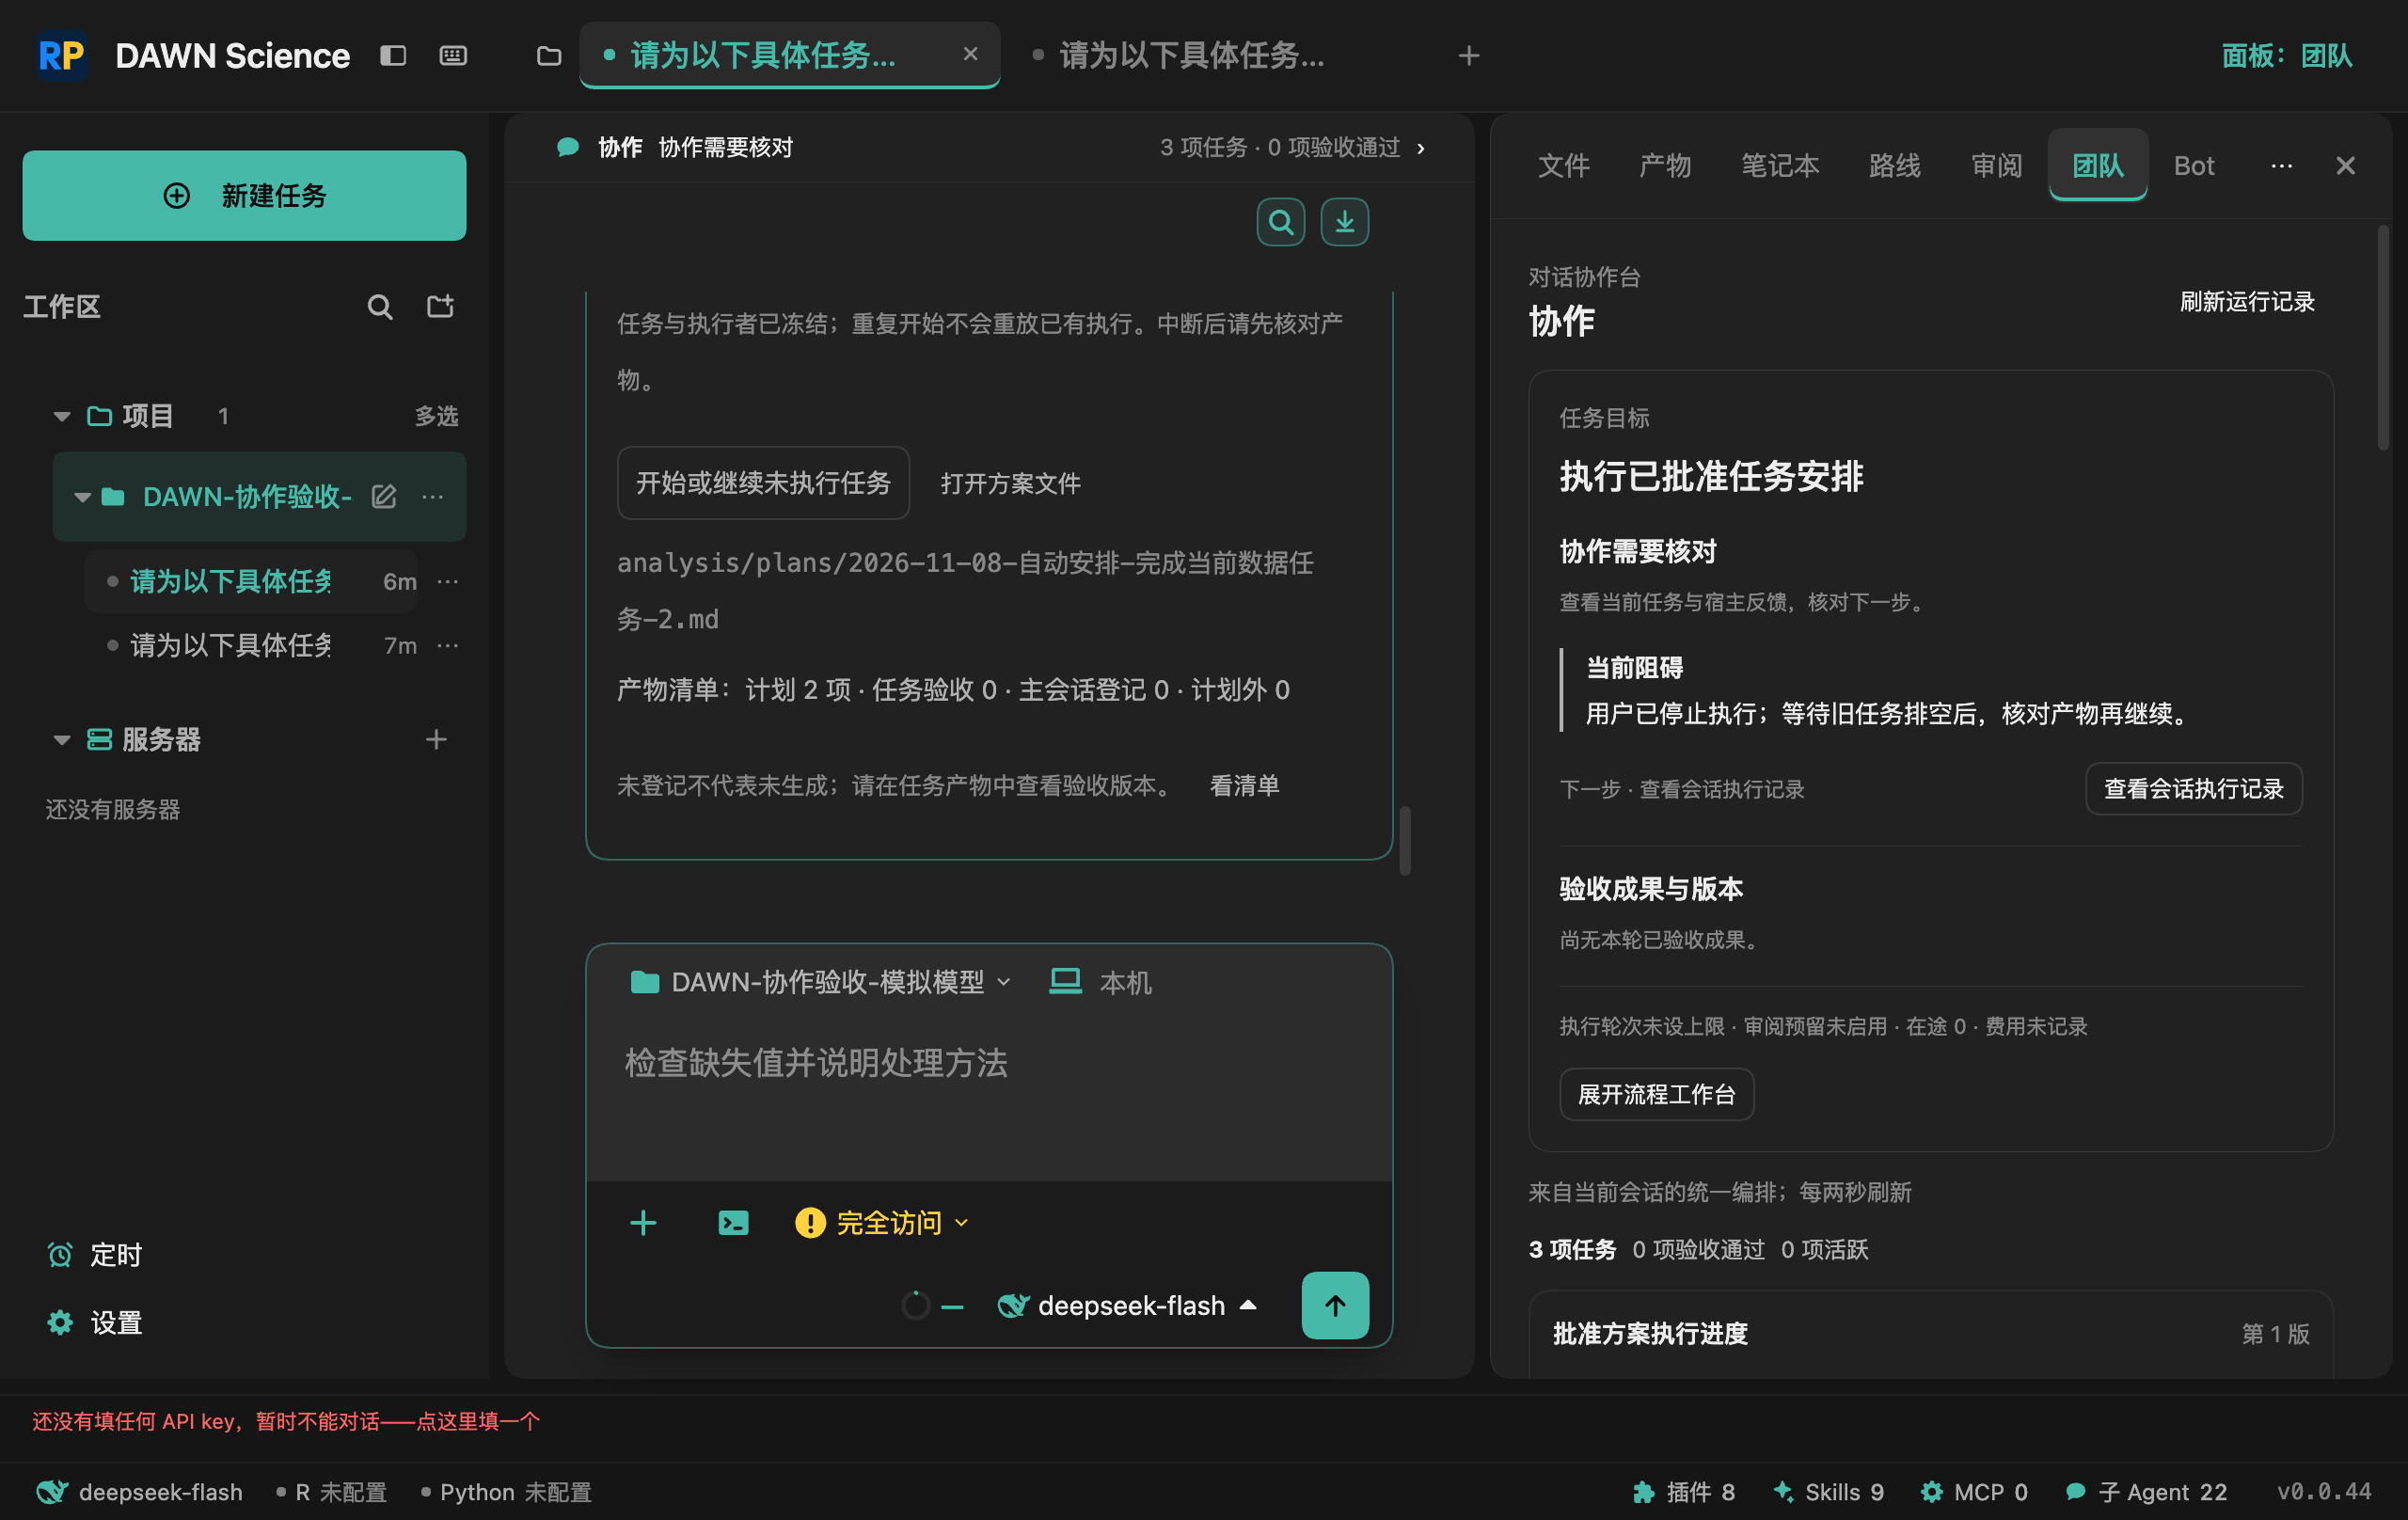 RP DAWN Science
请为以下具体任务...
请为以下具体任务...
面板：团队
新建任务
工作区
项目 1 多选
DAWN-协作验收-
请为以下具体任务 6m
请为以下具体任务 7m
服务器
还没有服务器
定时
设置
协作 协作需要核对 3 项任务 · 0 项验收通过
任务与执行者已冻结；重复开始不会重放已有执行。中断后请先核对产
物。
开始或继续未执行任务 打开方案文件
analysis/plans/2026-11-08-自动安排-完成当前数据任
务-2.md
产物清单：计划 2 项 · 任务验收 0 · 主会话登记 0 · 计划外 0
未登记不代表未生成；请在任务产物中查看验收版本。 看清单
DAWN-协作验收-模拟模型 本机
检查缺失值并说明处理方法
完全访问
deepseek-flash
文件 产物 笔记本 路线 审阅 团队 Bot
对话协作台
协作
刷新运行记录
任务目标
执行已批准任务安排
协作需要核对
查看当前任务与宿主反馈，核对下一步。
当前阻碍
用户已停止执行；等待旧任务排空后，核对产物再继续。
下一步 · 查看会话执行记录 查看会话执行记录
验收成果与版本
尚无本轮已验收成果。
执行轮次未设上限 · 审阅预留未启用 · 在途 0 · 费用未记录
展开流程工作台
来自当前会话的统一编排；每两秒刷新
3 项任务 0 项验收通过 0 项活跃
批准方案执行进度 第 1 版
还没有填任何 API key，暂时不能对话——点这里填一个
deepseek-flash R 未配置 Python 未配置
插件 8 Skills 9 MCP 0 子 Agent 22 v0.0.44